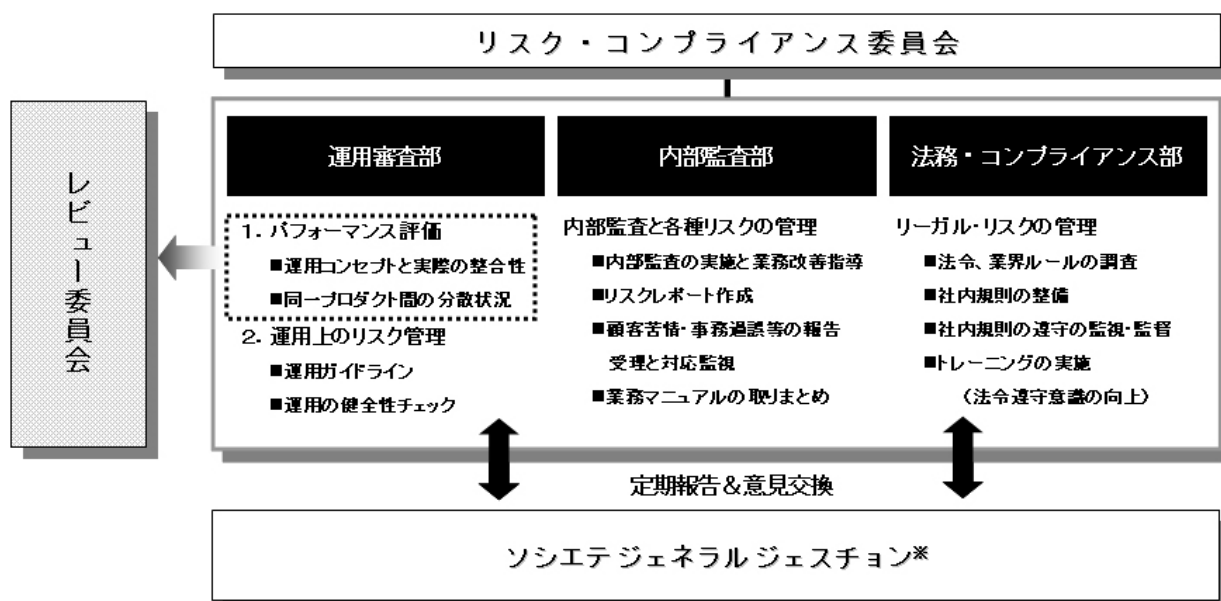 リスク・コンプライアンス委員会
レビュー委員会
運用審査部
1. パフォーマンス評価
■運用コンセプトと実際の整合性
■同一プロダクト間の分散状況
2. 運用上のリスク管理
■運用ガイドライン
■運用の健全性チェック
内部監査部
内部監査と各種リスクの管理
■内部監査の実施と業務改善指導
■リスクレポート作成
■顧客苦情・事務過誤等の報告
受理と対応監視
■業務マニュアルの取りまとめ
法務・コンプライアンス部
リーガル・リスクの管理
■法令、業界ルールの調査
■社内規則の整備
■社内規則の遵守の監視・監督
■トレーニングの実施
(法令遵守意識の向上)
定期報告&意見交換
ソシエテジェネラルジェスチョン※